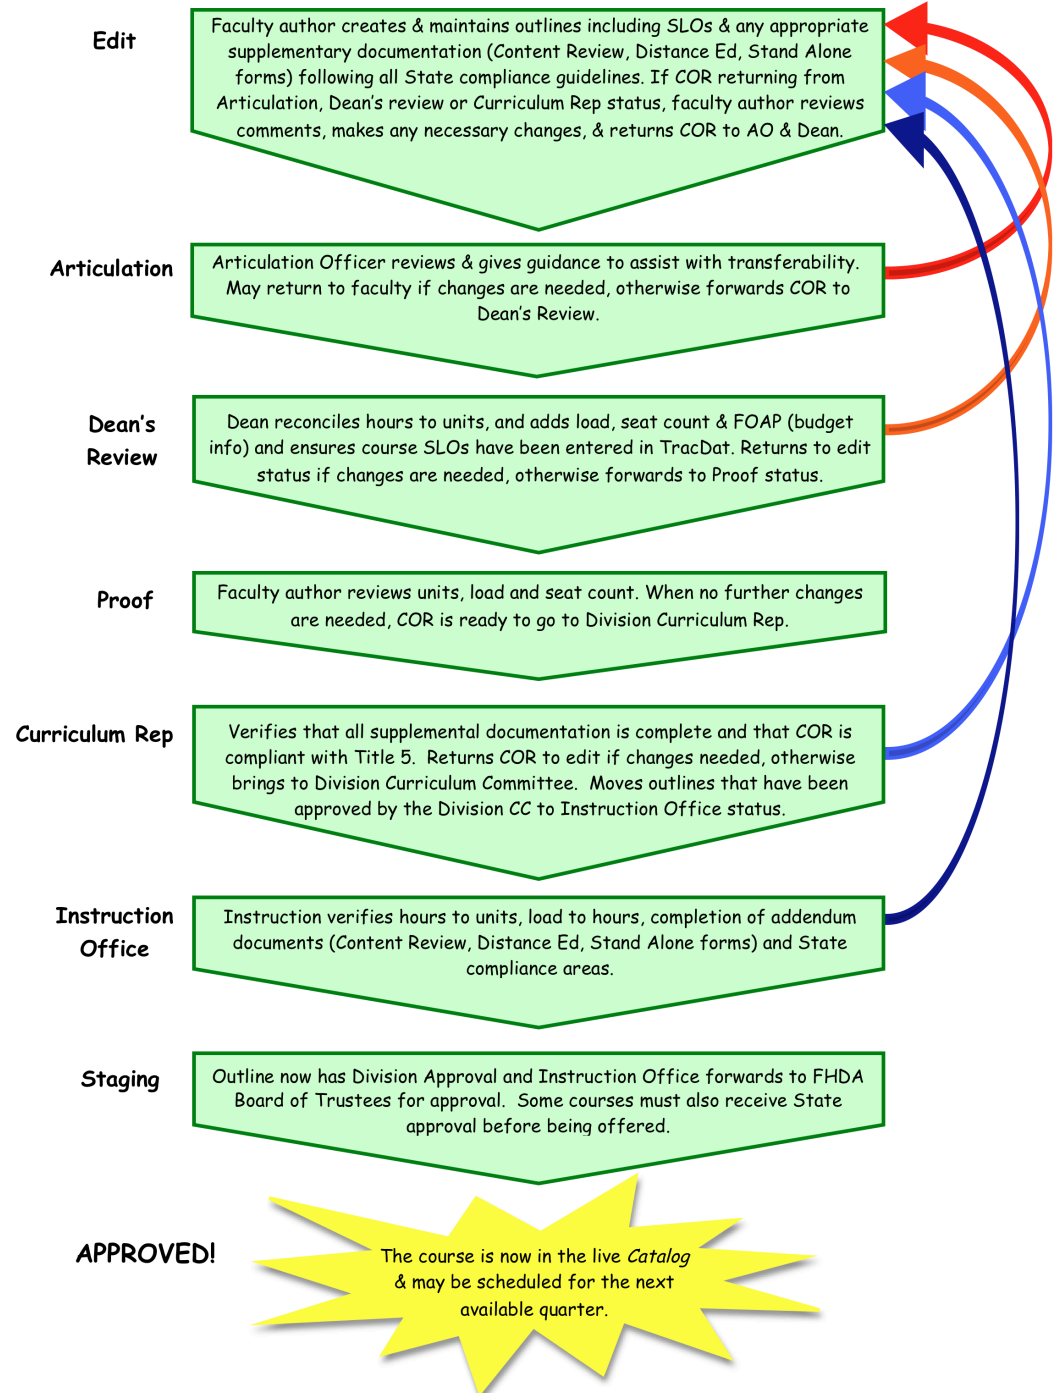 Edit
Faculty author creates & maintains outlines including SLOs & any appropriate
supplementary documentation (Content Review, Distance Ed, Stand Alone
forms) following all State compliance guidelines. If COR returning from
Articulation, Dean's review or Curriculum Rep status, faculty author reviews
comments, makes any necessary changes, & returns COR to AO & Dean.
Articulation
Articulation Officer reviews & gives guidance to assist with transferability.
May return to faculty if changes are needed, otherwise forwards COR to
Dean's Review.
Dean's
Review
Dean reconciles hours to units, and adds load, seat count & FOAP (budget
info) and ensures course SLOs have been entered in TracDat. Returns to edit
status if changes are needed, otherwise forwards to Proof status.
Proof
Faculty author reviews units, load and seat count. When no further changes
are needed, COR is ready to go to Division Curriculum Rep.
Curriculum Rep
Verifies that all supplemental documentation is complete and that COR is
compliant with Title 5.  Returns COR to edit if changes needed, otherwise
brings to Division Curriculum Committee.  Moves outlines that have been
approved by the Division CC to Instruction Office status.
Instruction
Office
Instruction verifies hours to units, load to hours, completion of addendum
documents (Content Review, Distance Ed, Stand Alone forms) and State
compliance areas.
Staging
Outline now has Division Approval and Instruction Office forwards to FHDA
Board of Trustees for approval.  Some courses must also receive State
approval before being offered.
APPROVED!
The course is now in the live Catalog
& may be scheduled for the next
available quarter.